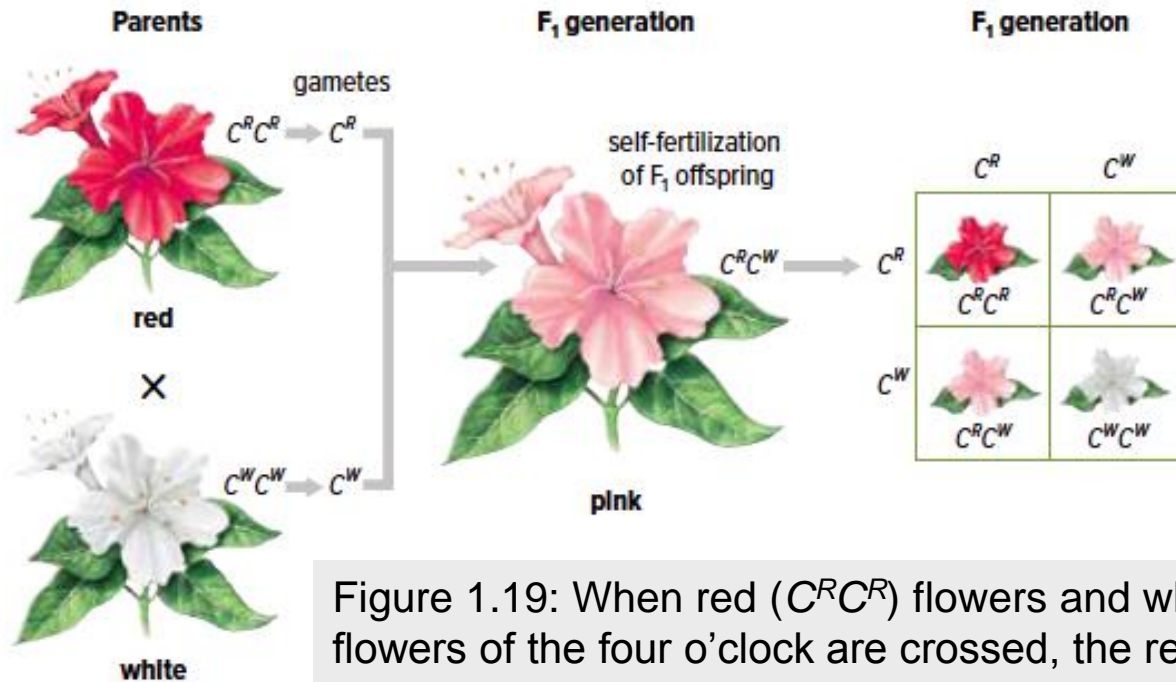 Parents
F₁ generation
F₁ generation
gametes
CᴿCᴿ
Cᴿ
self-fertilization
of F₁ offspring
Cᴿ
Cᵂ
CᴿCᵂ
Cᴿ
CᴿCᴿ
CᴿCᵂ
red
×
Cᵂ
CᴿCᵂ
CᵂCᵂ
CᵂCᵂ
Cᵂ
pink
white
Figure 1.19: When red (CᴿCᴿ) flowers and
flowers of the four o’clock are crossed, the